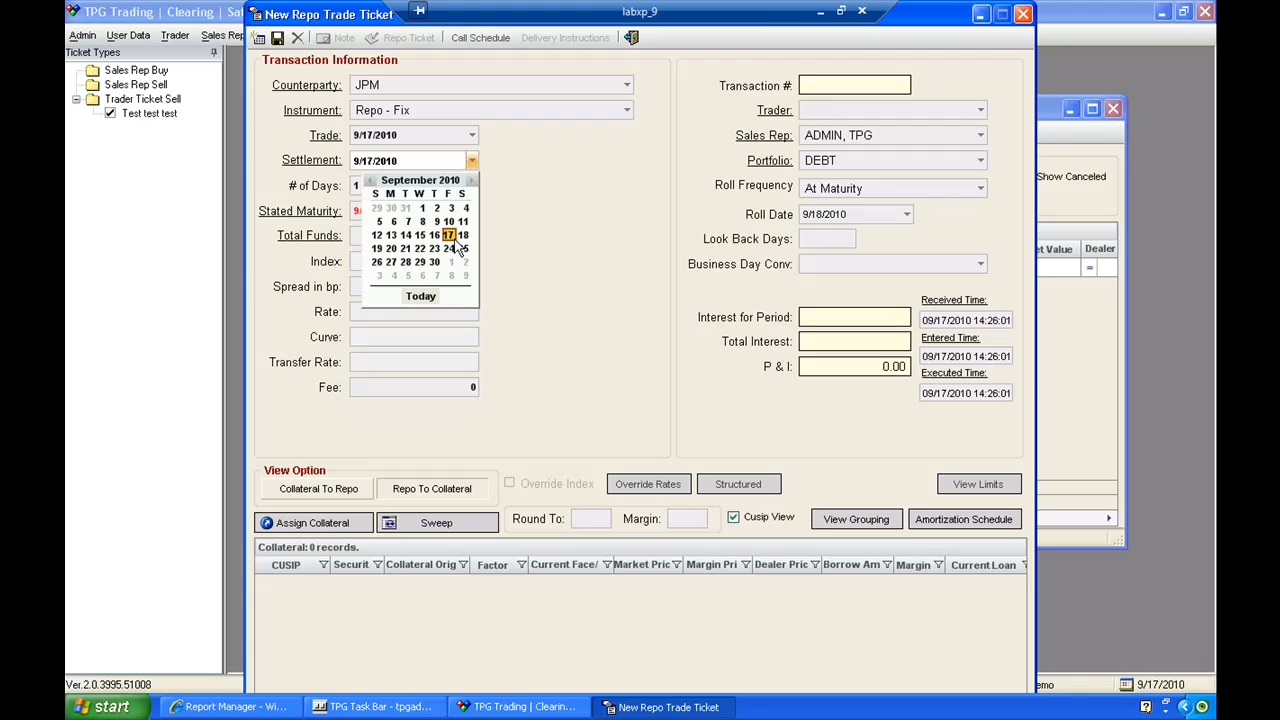 TPG Trading | Clearing | Sa
New Repo Trade Ticket
labxp_9
Admin User Data Trader Sales Rep
Note Repo Ticket Call Schedule Delivery Instructions
Ticket Types
Sales Rep Buy
Sales Rep Sell
Trader Ticket Sell
Test test test
Transaction Information
Counterparty: JPM
Instrument: Repo - Fix
Trade: 9/17/2010
Settlement: 9/17/2010
# of Days: 1
Stated Maturity: 9/
Total Funds:
Index:
Spread in bp:
Rate:
Curve:
Transfer Rate:
Fee: 0
September 2010
S M T W T F S
29 30 31 1 2 3 4
5 6 7 8 9 10 11
12 13 14 15 16 17 18
19 20 21 22 23 24
26 27 28 29 30 1 2
3 4 5 6 7 8 9
Today
Transaction #:
Trader:
Sales Rep: ADMIN, TPG
Portfolio: DEBT
Roll Frequency At Maturity
Roll Date 9/18/2010
Look Back Days:
Business Day Conv:
Interest for Period:
Total Interest:
P & I: 0.00
Received Time:
09/17/2010 14:26:01
Entered Time:
09/17/2010 14:26:01
Executed Time:
09/17/2010 14:26:01
Show Canceled
et Value Dealer
=
View Option
Collateral To Repo Repo To Collateral
Override Index Override Rates Structured View Limits
Assign Collateral Sweep Round To: Margin: Cusip View View Grouping Amortization Schedule
Collateral: 0 records.
CUSIP Securit Collateral Orig Factor Current Face/ Market Pric Margin Pri Dealer Pric Borrow Am Margin Current Loan
Ver.2.0.3995.51008
emo 9/17/2010
start Report Manager - Wi... TPG Task Bar - tpgad... TPG Trading | Clearin... New Repo Trade Ticket